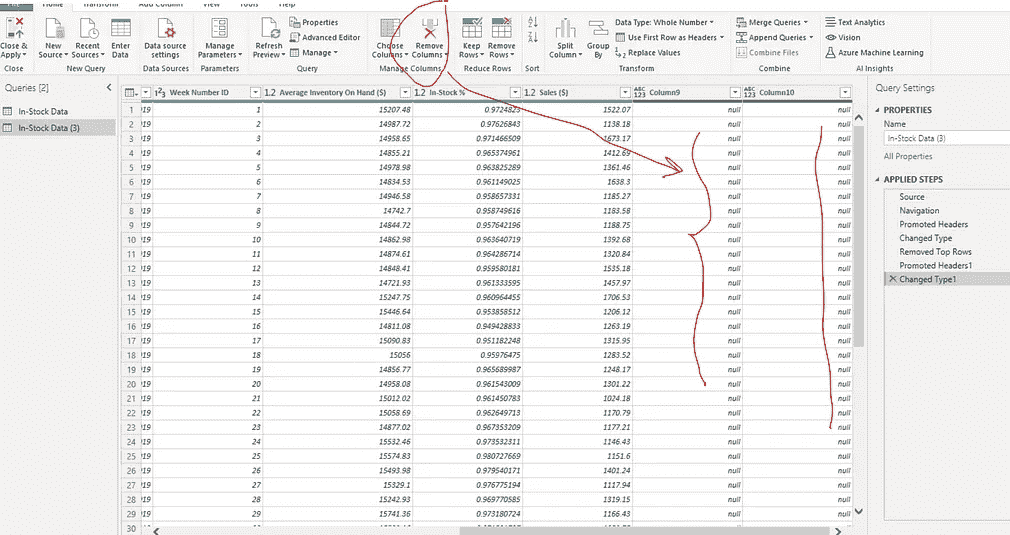 Home Transform Add Column View Tools Help
Close & Apply New Source Recent Sources Enter Data Data source settings Manage Parameters Refresh Preview Properties Advanced Editor Manage Choose Columns Remove Columns Keep Rows Remove Rows Split Column Group By Data Type: Whole Number Use First Row as Headers Replace Values Merge Queries Append Queries Combine Files Text Analytics Vision Azure Machine Learning
Close New Query Data Sources Parameters Query Manage Columns Reduce Rows Sort Transform Combine AI Insights
Queries [2]
In-Stock Data
In-Stock Data (3)
1²3 Week Number ID 1.2 Average Inventory On Hand ($) 1.2 In-Stock % 1.2 Sales ($) ABC 123 Column9 ABC 123 Column10
1 19 1 15207.48 0.9724823 1522.07 null null
2 19 2 14987.72 0.97626843 1138.18 null null
3 19 3 14958.65 0.971466509 1673.17 null null
4 19 4 14855.21 0.965374961 1412.69 null null
5 19 5 14978.98 0.963825289 1361.46 null null
6 19 6 14834.53 0.961149025 1638.3 null null
7 19 7 14946.58 0.958657331 1185.27 null null
8 19 8 14742.7 0.958749616 1183.58 null null
9 19 9 14844.72 0.957642196 1188.75 null null
10 19 10 14862.98 0.963640719 1392.68 null null
11 19 11 14874.61 0.964286714 1320.84 null null
12 19 12 14848.41 0.959580181 1535.18 null null
13 19 13 14721.93 0.961333595 1457.97 null null
14 19 14 15247.75 0.960964455 1706.53 null null
15 19 15 15446.64 0.953858512 1206.12 null null
16 19 16 14811.08 0.949428833 1263.19 null null
17 19 17 15090.83 0.951182248 1315.95 null null
18 19 18 15056 0.95976475 1283.52 null null
19 19 19 14856.77 0.965689987 1248.17 null null
20 19 20 14958.08 0.961543009 1301.22 null null
21 19 21 15012.02 0.961450783 1024.18 null null
22 19 22 15058.69 0.962649713 1170.79 null null
23 19 23 14877.02 0.967353209 1177.21 null null
24 19 24 15532.46 0.973532311 1146.43 null null
25 19 25 15574.83 0.980727669 1151.6 null null
26 19 26 15493.98 0.979540171 1401.24 null null
27 19 27 15329.1 0.976775194 1117.94 null null
28 19 28 15242.93 0.969770585 1319.15 null null
29 19 29 15741.36 0.973180724 1166.43 null null
30
Query Settings
PROPERTIES
Name
In-Stock Data (3)
All Properties
APPLIED STEPS
Source
Navigation
Promoted Headers
Changed Type
Removed Top Rows
Promoted Headers1
Changed Type1